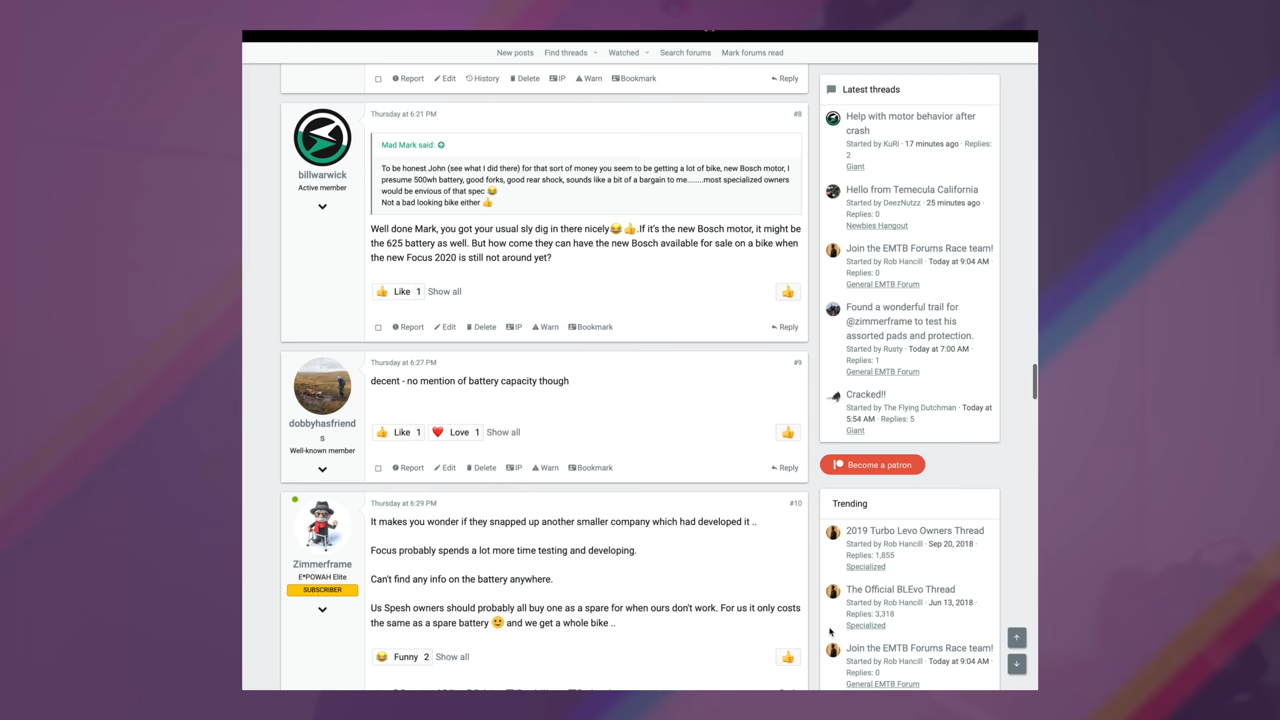 New posts Find threads Watched Search forums Mark forums read
Report Edit History Delete IP Warn Bookmark Reply
billwarwick
Active member
Thursday at 6:21 PM #8
Mad Mark said:
To be honest John (see what I did there) for that sort of money you seem to be getting a lot of bike, new Bosch motor, I
presume 500wh battery, good forks, good rear shock, sounds like a bit of a bargain to me........most specialized owners
would be envious of that spec 😂
Not a bad looking bike either 👍
Well done Mark, you got your usual sly dig in there nicely😂👍.If it's the new Bosch motor, it might be
the 625 battery as well. But how come they can have the new Bosch available for sale on a bike when
the new Focus 2020 is still not around yet?
👍 Like 1 Show all
Report Edit Delete IP Warn Bookmark Reply
dobbyhasfriend
s
Well-known member
Thursday at 6:27 PM #9
decent - no mention of battery capacity though
👍 Like 1 ❤️ Love 1 Show all
Report Edit Delete IP Warn Bookmark Reply
Zimmerframe
E*POWAH Elite
SUBSCRIBER
Thursday at 6:29 PM #10
It makes you wonder if they snapped up another smaller company which had developed it ..
Focus probably spends a lot more time testing and developing.
Can't find any info on the battery anywhere.
Us Spesh owners should probably all buy one as a spare for when ours don't work. For us it only costs
the same as a spare battery 😉 and we get a whole bike ..
😂 Funny 2 Show all
Latest threads
Help with motor behavior after
crash
Started by KuRi · 17 minutes ago · Replies:
2
Giant
Hello from Temecula California
Started by DeezNutzz · 25 minutes ago ·
Replies: 0
Newbies Hangout
Join the EMTB Forums Race team!
Started by Rob Hancill · Today at 9:04 AM ·
Replies: 0
General EMTB Forum
Found a wonderful trail for
@zimmerframe to test his
assorted pads and protection.
Started by Rusty · Today at 7:00 AM ·
Replies: 1
General EMTB Forum
Cracked!!
Started by The Flying Dutchman · Today at
5:54 AM · Replies: 5
Giant
Become a patron
Trending
2019 Turbo Levo Owners Thread
Started by Rob Hancill · Sep 20, 2018 ·
Replies: 1,855
Specialized
The Official BLEvo Thread
Started by Rob Hancill · Jun 13, 2018 ·
Replies: 3,318
Specialized
Join the EMTB Forums Race team!
Started by Rob Hancill · Today at 9:04 AM ·
Replies: 0
General EMTB Forum